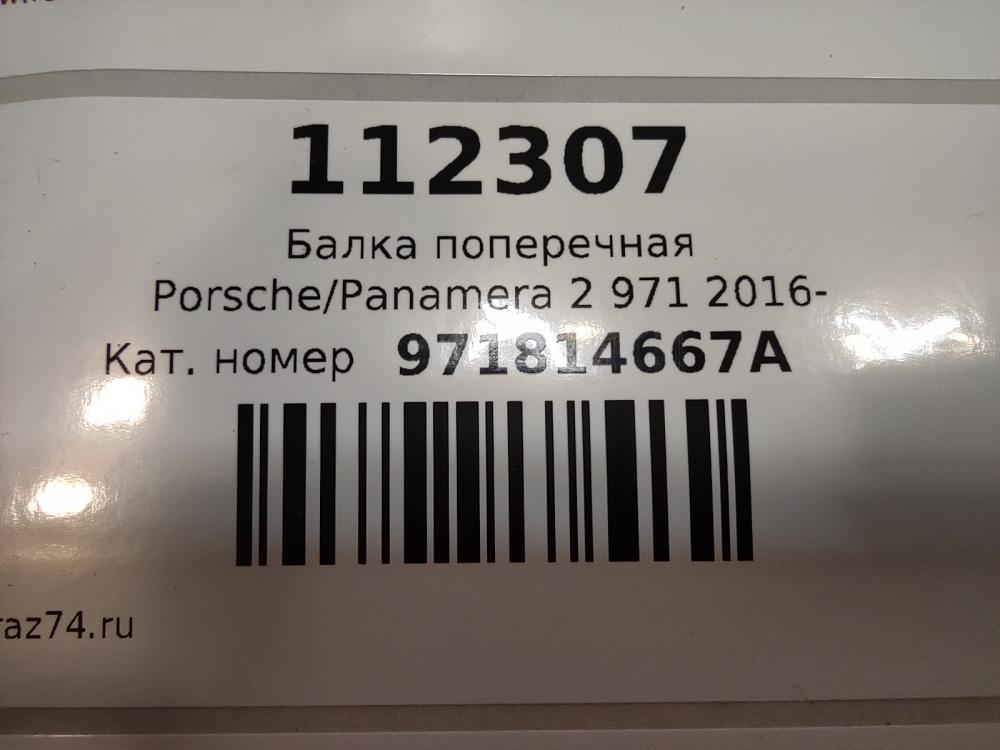 112307
Балка поперечная
Porsche/Panamera 2 971 2016-
Кат. номер 971814667A
raz74.ru